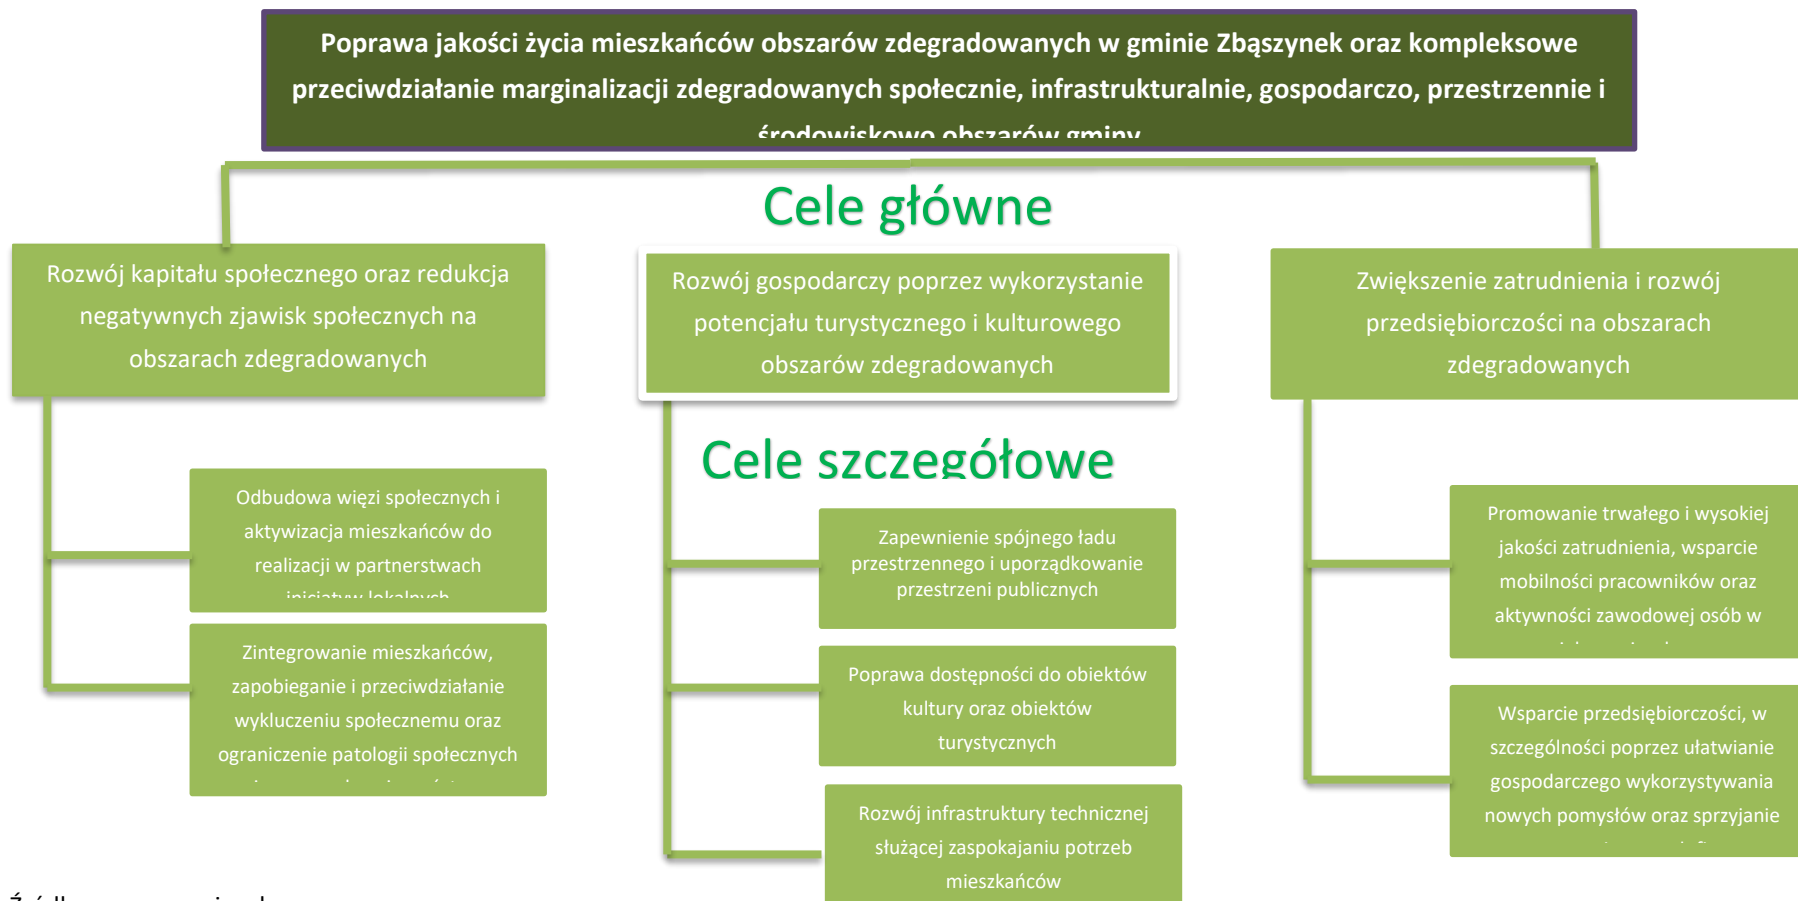 Poprawa jakości życia mieszkańców obszarów zdegradowanych w gminie Zbąszynek oraz kompleksowe
przeciwdziałanie marginalizacji zdegradowanych społecznie, infrastrukturalnie, gospodarczo, przestrzennie i
środowiskowo obszarów gminy
Cele główne
Rozwój kapitału społecznego oraz redukcja
negatywnych zjawisk społecznych na
obszarach zdegradowanych
Rozwój gospodarczy poprzez wykorzystanie
potencjału turystycznego i kulturowego
obszarów zdegradowanych
Zwiększenie zatrudnienia i rozwój
przedsiębiorczości na obszarach
zdegradowanych
Cele szczegółowe
Odbudowa więzi społecznych i
aktywizacja mieszkańców do
realizacji w partnerstwach
inicjatyw lokalnych
Zintegrowanie mieszkańców,
zapobieganie i przeciwdziałanie
wykluczeniu społecznemu oraz
ograniczenie patologii społecznych
Zapewnienie spójnego ładu
przestrzennego i uporządkowanie
przestrzeni publicznych
Poprawa dostępności do obiektów
kultury oraz obiektów
turystycznych
Rozwój infrastruktury technicznej
służącej zaspokajaniu potrzeb
mieszkańców
Promowanie trwałego i wysokiej
jakości zatrudnienia, wsparcie
mobilności pracowników oraz
aktywności zawodowej osób w
Wsparcie przedsiębiorczości, w
szczególności poprzez ułatwianie
gospodarczego wykorzystywania
nowych pomysłów oraz sprzyjanie